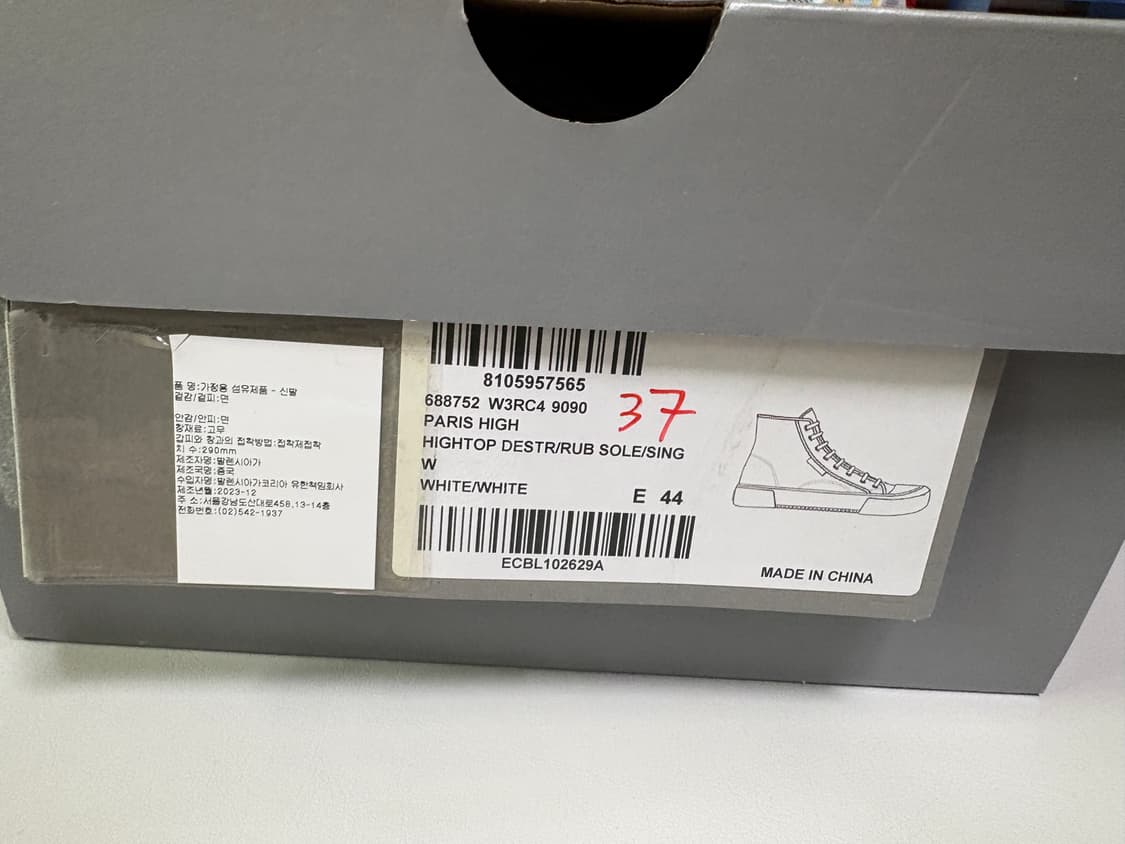 품 명:가정용 섬유제품 - 신발
겉감/겉피:면
안감/안피:면
창재료:고무
갑피와 창과의 접착방법:접착제접착
치 수:290mm
제조자명:발렌시아가
제조국명:중국
수입자명:발렌시아가코리아 유한책임회사
제조년월:2023-12
주 소:서울강남도산대로458,13-14층
전화번호:(02)542-1937
8105957565
688752 W3RC4 9090
37
PARIS HIGH
HIGHTOP DESTR/RUB SOLE/SING
W
WHITE/WHITE
E 44
ECBL102629A
MADE IN CHINA